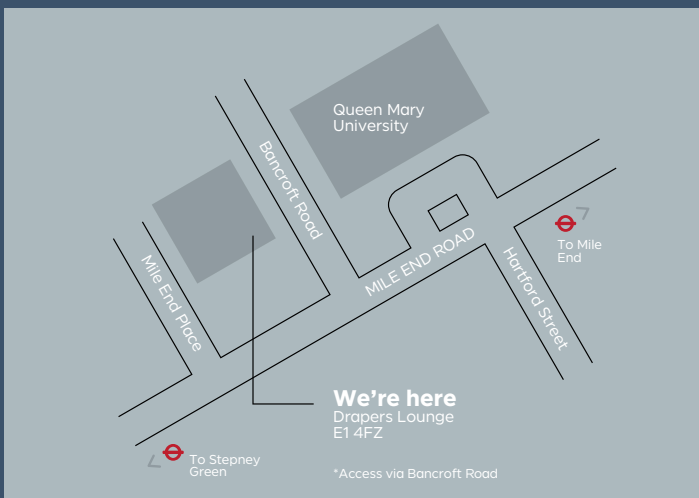 Queen Mary
University
Bancroft Road
Mile End Place
MILE END ROAD
Hartford Street
To Mile
End
We're here
Drapers Lounge
E1 4FZ
To Stepney
Green
*Access via Bancroft Road